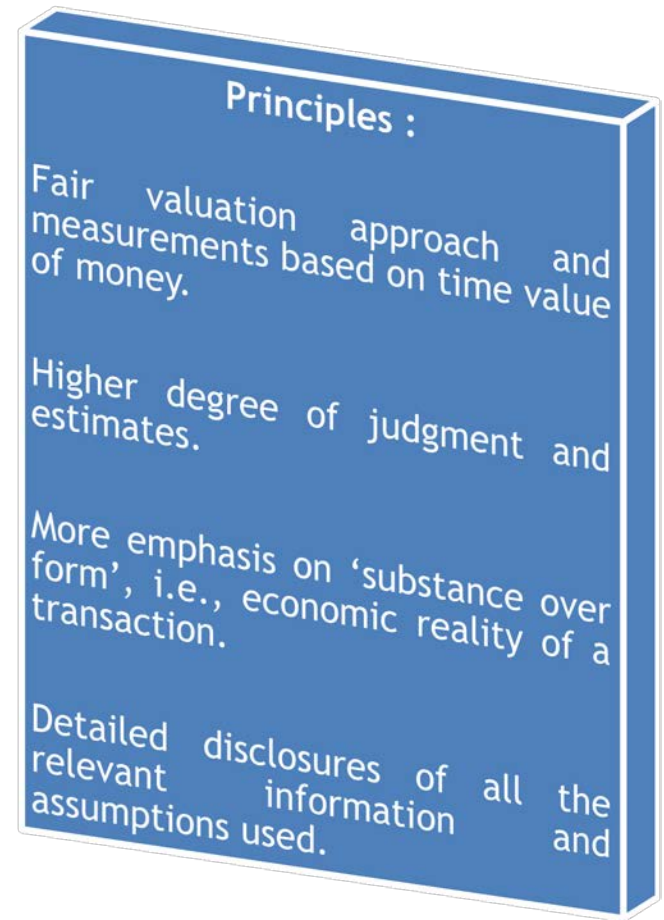 Principles :
Fair valuation approach and
measurements based on time value
of money.
Higher degree of judgment and
estimates.
More emphasis on ‘substance over
form’, i.e., economic reality of a
transaction.
Detailed disclosures of all the
relevant information and
assumptions used.